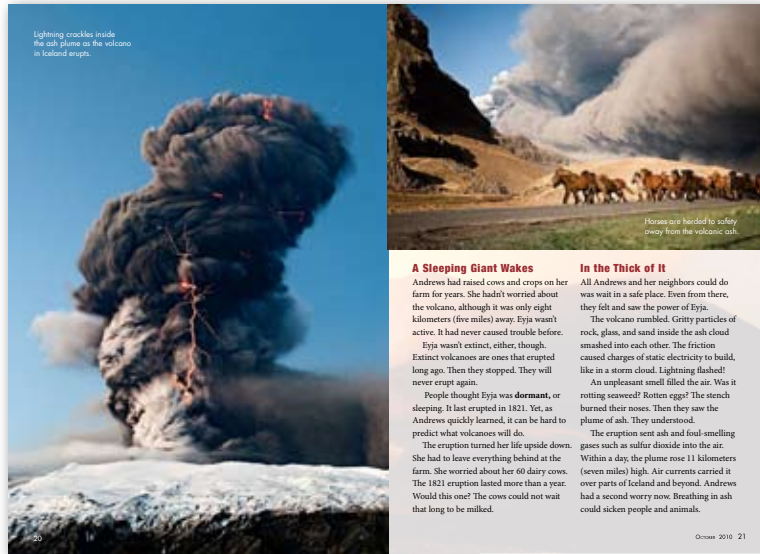 Lightning crackles inside
the ash plume as the volcano
in Iceland erupts.
Horses are herded to safety
away from the volcanic ash.
A Sleeping Giant Wakes
Andrews had raised cows and crops on her
farm for years. She hadn't worried about
the volcano, although it was only eight
kilometers (five miles) away. Eyja wasn't
active. It had never caused trouble before.
Eyja wasn't extinct, either, though.
Extinct volcanoes are ones that erupted
long ago. Then they stopped. They will
never erupt again.
People thought Eyja was dormant, or
sleeping. It last erupted in 1821. Yet, as
Andrews quickly learned, it can be hard to
predict what volcanoes will do.
The eruption turned her life upside down.
She had to leave everything behind at the
farm. She worried about her 60 dairy cows.
The 1821 eruption lasted more than a year.
Would this one? The cows could not wait
that long to be milked.
In the Thick of It
All Andrews and her neighbors could do
was wait in a safe place. Even from there,
they felt and saw the power of Eyja.
The volcano rumbled. Gritty particles of
rock, glass, and sand inside the ash cloud
smashed into each other. The friction
caused charges of static electricity to build,
like in a storm cloud. Lightning flashed!
An unpleasant smell filled the air. Was it
rotting seaweed? Rotten eggs? The stench
burned their noses. Then they saw the
plume of ash. They understood.
The eruption sent ash and foul-smelling
gases such as sulfur dioxide into the air.
Within a day, the plume rose 11 kilometers
(seven miles) high. Air currents carried it
over parts of Iceland and beyond. Andrews
had a second worry now. Breathing in ash
could sicken people and animals.
20
October 2010 21